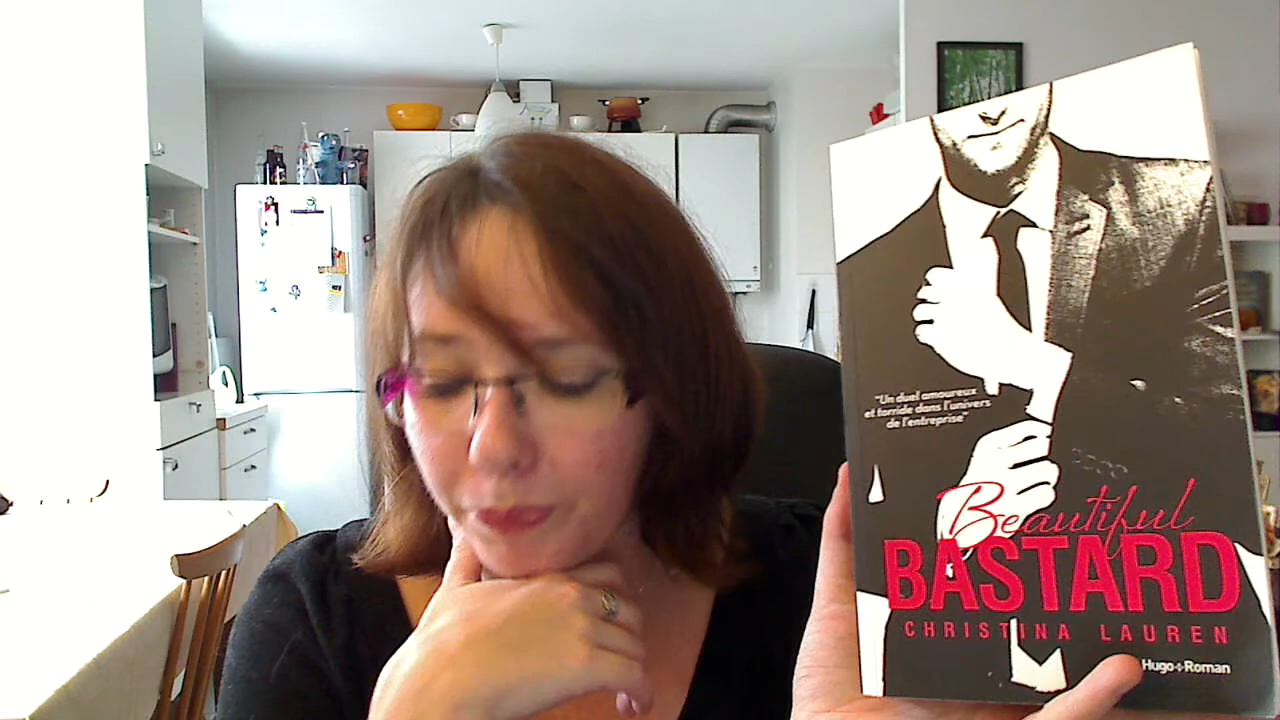 "Un duel amoureux
et torride dans l'univers
de l'entreprise"
Beautiful
BASTARD
CHRISTINA LAUREN
Hugo+Roman